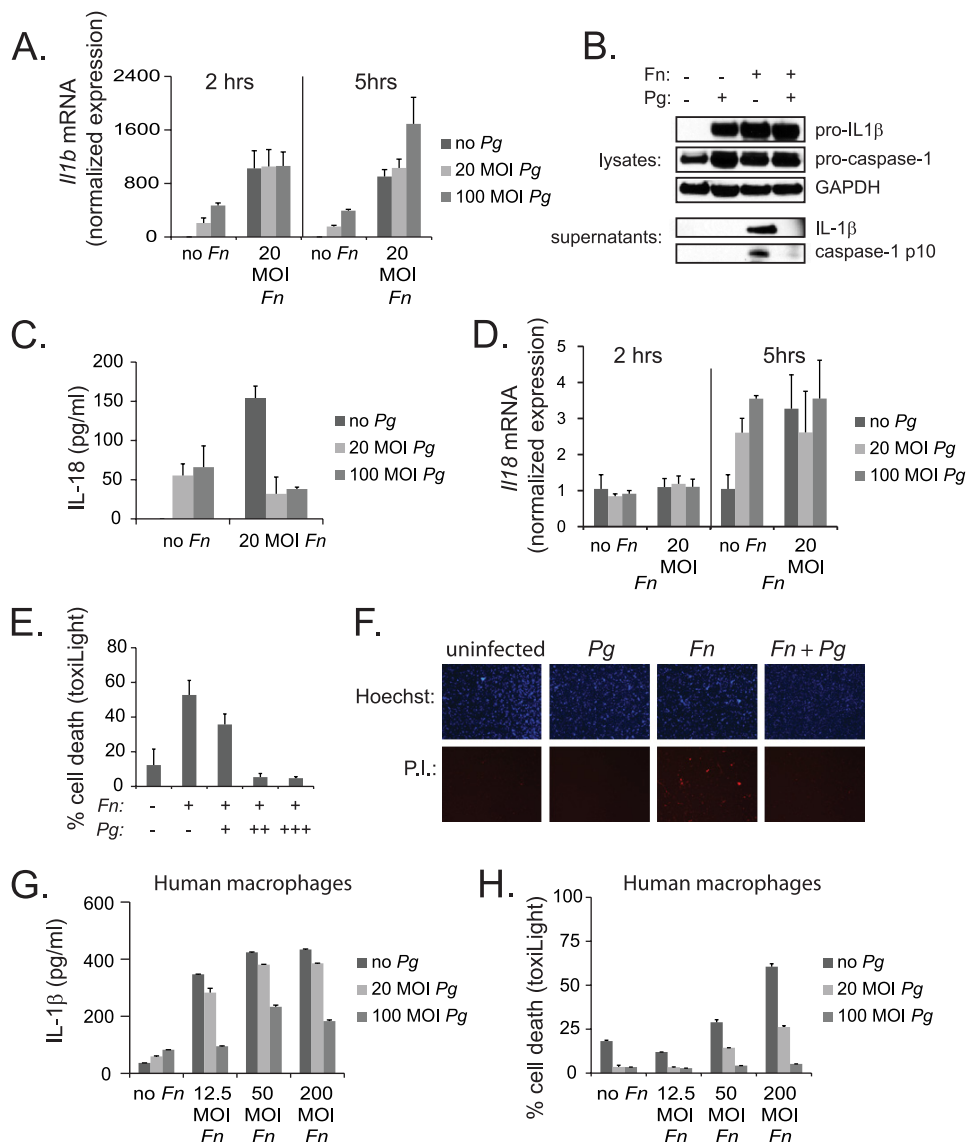 A.
Il1b mRNA
(normalized expression)
2400
1600
800
0
2 hrs
5hrs
no Fn
20
MOI
Fn
no Fn
20
MOI
Fn
no Pg
20 MOI Pg
100 MOI Pg
B.
Fn: - - + +
Pg: - + - +
lysates:
pro-IL1β
pro-caspase-1
GAPDH
supernatants:
IL-1β
caspase-1 p10
C.
IL-18 (pg/ml)
200
150
100
50
0
no Fn
20 MOI Fn
no Pg
20 MOI Pg
100 MOI Pg
D.
Il18 mRNA
(normalized expression)
5
4
3
2
1
0
2 hrs
5hrs
no Fn
20
MOI
Fn
no Fn
20
MOI
Fn
no Pg
20 MOI Pg
100 MOI Pg
E.
% cell death (toxiLight)
80
60
40
20
0
Fn: - + + + +
Pg: - - + ++ +++
F.
uninfected Pg Fn Fn + Pg
Hoechst:
P.I.:
G.
Human macrophages
IL-1β (pg/ml)
600
400
200
0
no Fn
12.5
MOI
Fn
50
MOI
Fn
200
MOI
Fn
no Pg
20 MOI Pg
100 MOI Pg
H.
Human macrophages
% cell death (toxiLight)
100
75
50
25
0
no Fn
12.5
MOI
Fn
50
MOI
Fn
200
MOI
Fn
no Pg
20 MOI Pg
100 MOI Pg